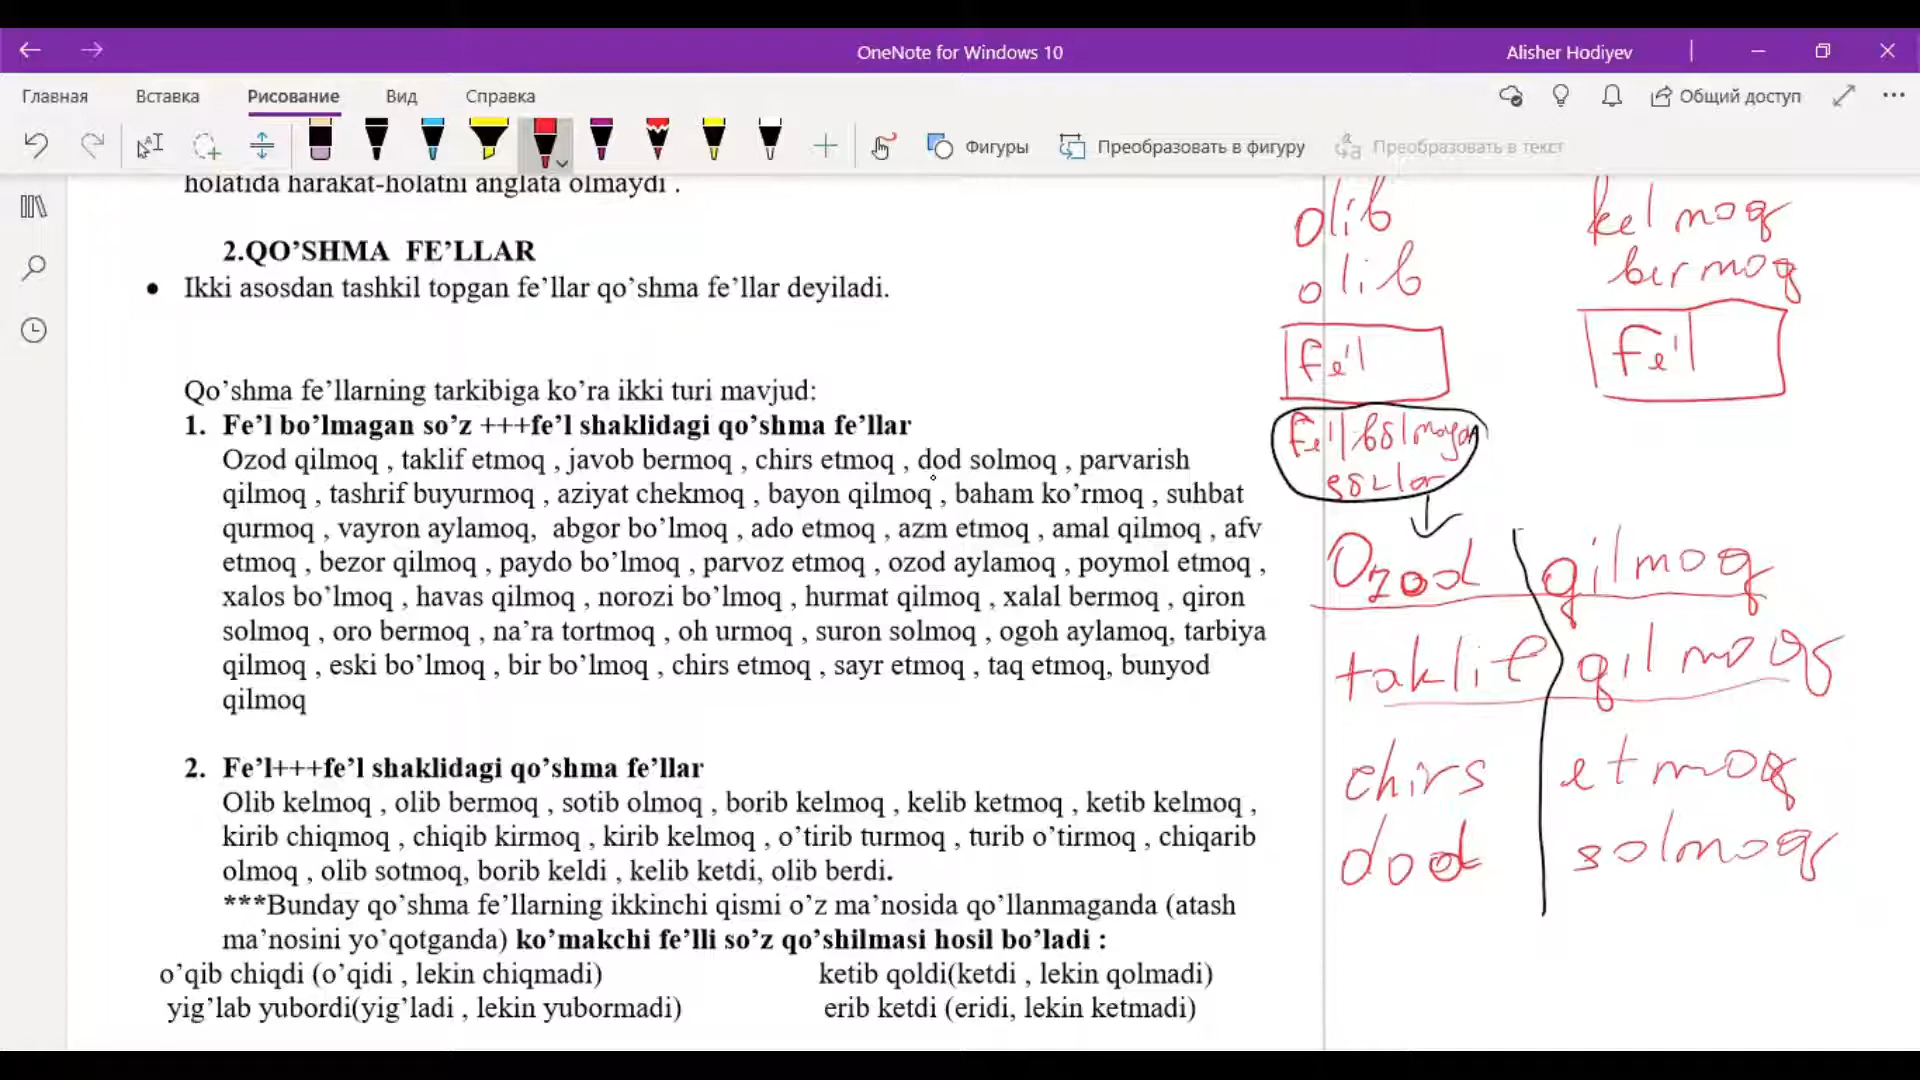 OneNote for Windows 10
Alisher Hodiyev
Главная Вставка Рисование Вид Справка
Общий доступ
Фигуры Преобразовать в фигуру Преобразовать в текст
holatida harakat-holatni anglata olmaydi .
2.QO’SHMA FE’LLAR
• Ikki asosdan tashkil topgan fe’llar qo’shma fe’llar deyiladi.
Qo’shma fe’llarning tarkibiga ko’ra ikki turi mavjud:
1. Fe’l bo’lmagan so’z +++fe’l shaklidagi qo’shma fe’llar
Ozod qilmoq , taklif etmoq , javob bermoq , chirs etmoq , dod solmoq , parvarish
qilmoq , tashrif buyurmoq , aziyat chekmoq , bayon qilmoq , baham ko’rmoq , suhbat
qurmoq , vayron aylamoq, abgor bo’lmoq , ado etmoq , azm etmoq , amal qilmoq , afv
etmoq , bezor qilmoq , paydo bo’lmoq , parvoz etmoq , ozod aylamoq , poymol etmoq ,
xalos bo’lmoq , havas qilmoq , norozi bo’lmoq , hurmat qilmoq , xalal bermoq , qiron
solmoq , oro bermoq , na’ra tortmoq , oh urmoq , suron solmoq , ogoh aylamoq, tarbiya
qilmoq , eski bo’lmoq , bir bo’lmoq , chirs etmoq , sayr etmoq , taq etmoq, bunyod
qilmoq
2. Fe’l+++fe’l shaklidagi qo’shma fe’llar
Olib kelmoq , olib bermoq , sotib olmoq , borib kelmoq , kelib ketmoq , ketib kelmoq ,
kirib chiqmoq , chiqib kirmoq , kirib kelmoq , o’tirib turmoq , turib o’tirmoq , chiqarib
olmoq , olib sotmoq, borib keldi , kelib ketdi, olib berdi.
***Bunday qo’shma fe’llarning ikkinchi qismi o’z ma’nosida qo’llanmaganda (atash
ma’nosini yo’qotganda) ko’makchi fe’lli so’z qo’shilmasi hosil bo’ladi :
o’qib chiqdi (o’qidi , lekin chiqmadi) ketib qoldi(ketdi , lekin qolmadi)
yig’lab yubordi(yig’ladi , lekin yubormadi) erib ketdi (eridi, lekin ketmadi)
olib kelmoq
olib bermoq
Fe'l Fe'l
Fe'l bōlmagan
sōzlar
Ozod qilmoq
taklif qilmoq
chirs etmoq
dod solmoq